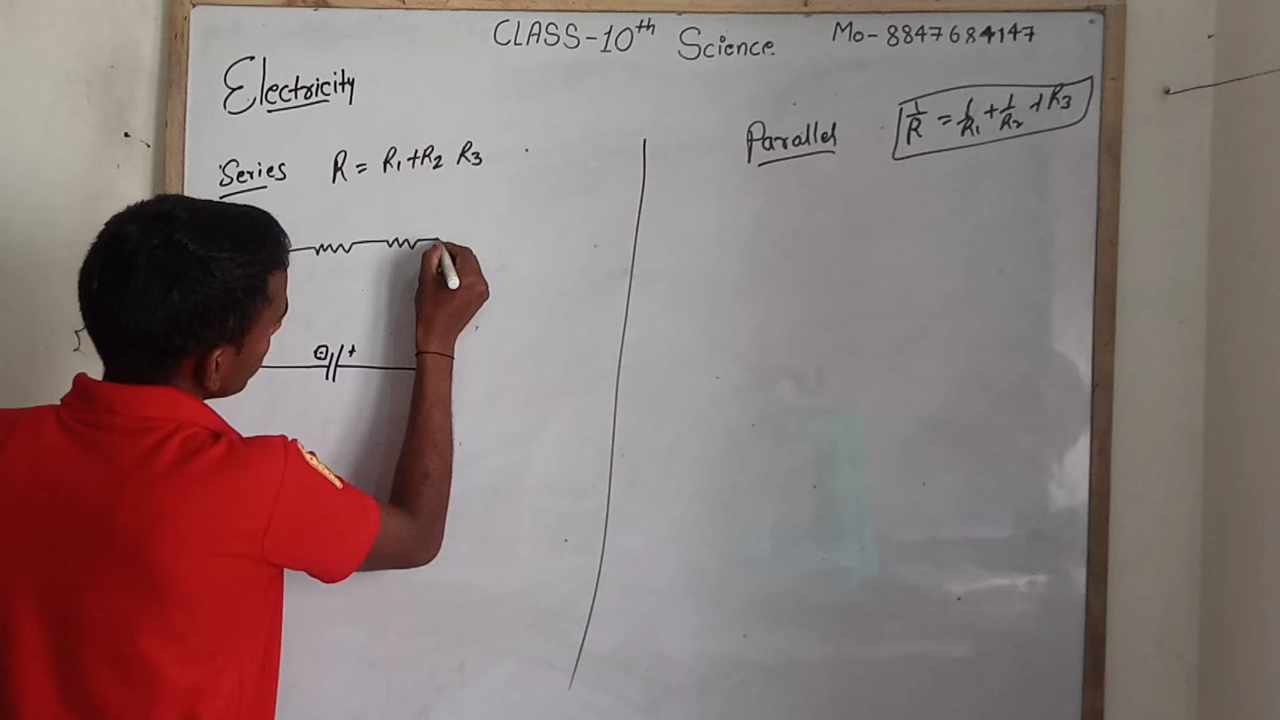 CLASS-10th Science Mo- 8847684147
Electricity
Series R = R1+R2 R3
Parallel 1/R = 1/R1 + 1/R2 + R3
⊖ +